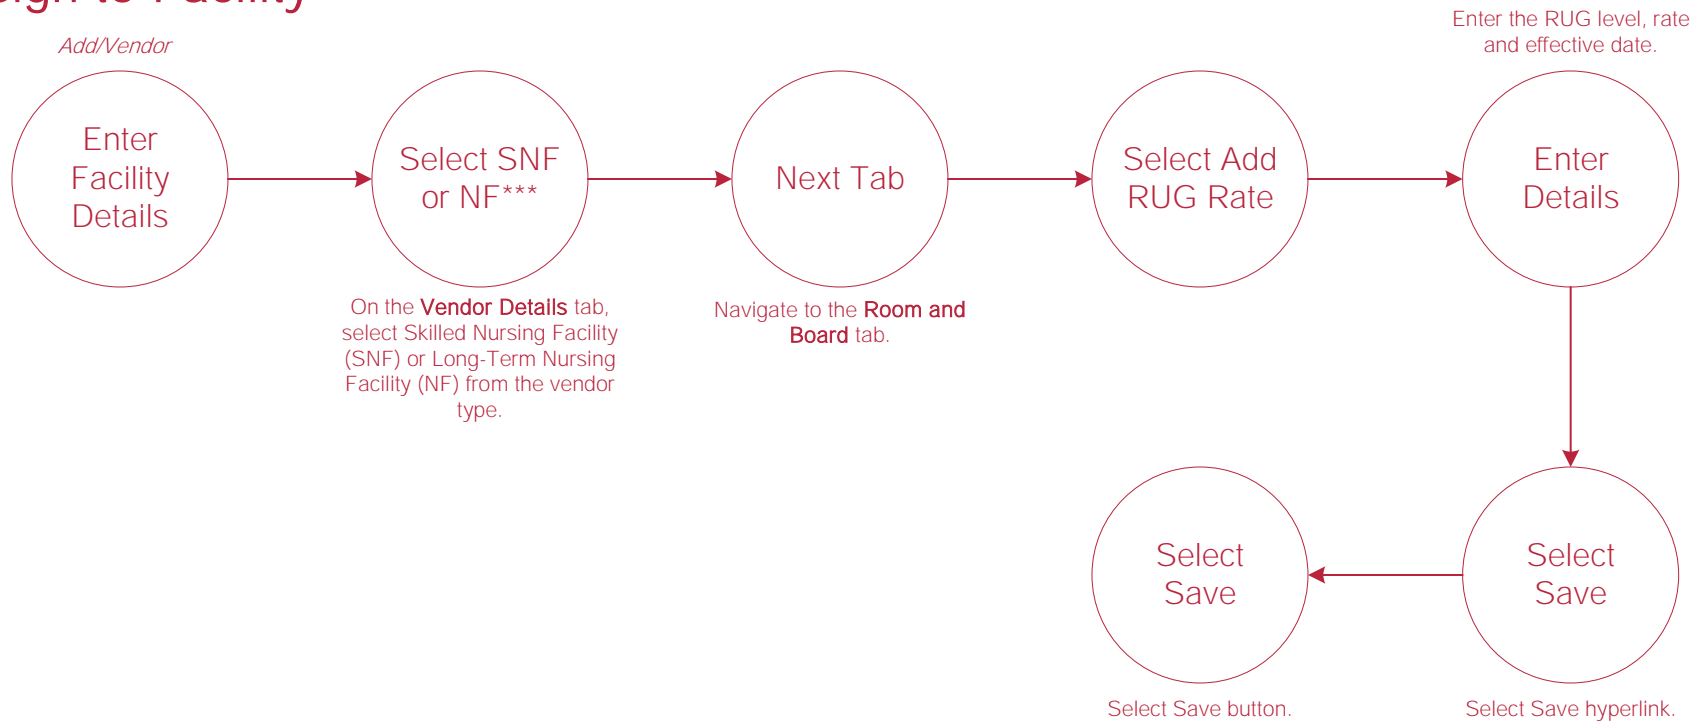 to Facility
Add/Vendor
Enter the RUG level, rate
and effective date.
Enter
Facility
Details
Select SNF
or NF***
Next Tab
Select Add
RUG Rate
Enter
Details
On the Vendor Details tab,
select Skilled Nursing Facility
(SNF) or Long-Term Nursing
Facility (NF) from the vendor
type.
Navigate to the Room and
Board tab.
Select
Save
Select
Save
Select Save button.
Select Save hyperlink.